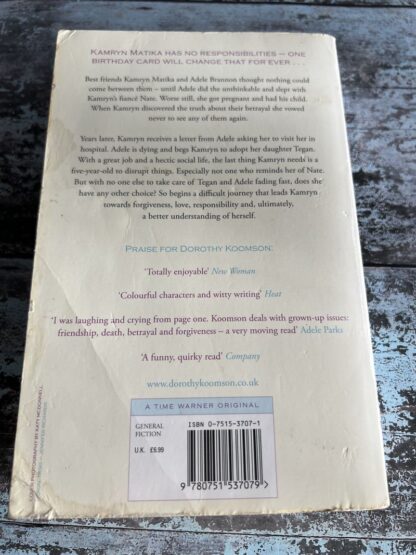 KAMRYN MATIKA HAS NO RESPONSIBILITIES – ONE
BIRTHDAY CARD WILL CHANGE THAT FOR EVER . . .
Best friends Kamryn Matika and Adele Brannon thought nothing could
come between them – until Adele did the unthinkable and slept with
Kamryn's fiancé Nate. Worse still, she got pregnant and had his child.
When Kamryn discovered the truth about their betrayal she vowed
never to see any of them again.
Years later, Kamryn receives a letter from Adele asking her to visit her in
hospital. Adele is dying and begs Kamryn to adopt her daughter Tegan.
With a great job and a hectic social life, the last thing Kamryn needs is a
five-year-old to disrupt things. Especially not one who reminds her of Nate.
But with no one else to take care of Tegan and Adele fading fast, does she
have any other choice? So begins a difficult journey that leads Kamryn
towards forgiveness, love, responsibility and, ultimately,
a better understanding of herself.
PRAISE FOR DOROTHY KOOMSON:
'Totally enjoyable' New Woman
'Colourful characters and witty writing' Heat
'I was laughing and crying from page one. Koomson deals with grown-up issues:
friendship, death, betrayal and forgiveness – a very moving read' Adele Parks
'A funny, quirky read' Company
www.dorothykoomson.co.uk
A TIME WARNER ORIGINAL
GENERAL
FICTION
U.K. £6.99
ISBN 0-7515-3707-1
9 780751 537079 >
PHOTOGRAPHY BY KATY MCDONNELL